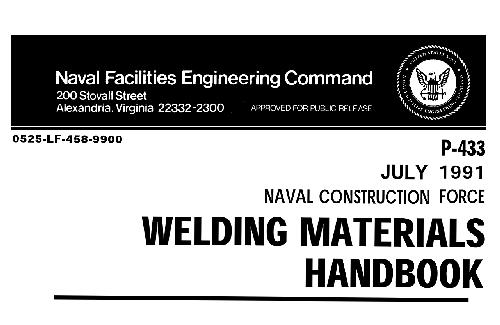 Naval Facilities Engineering Command
200 Stovall Street
Alexandria, Virginia 22332-2300 APPROVED FOR PUBLIC RELEASE
0525-LF-458-9900
P-433
JULY 1991
NAVAL CONSTRUCTION FORCE
WELDING MATERIALS
HANDBOOK